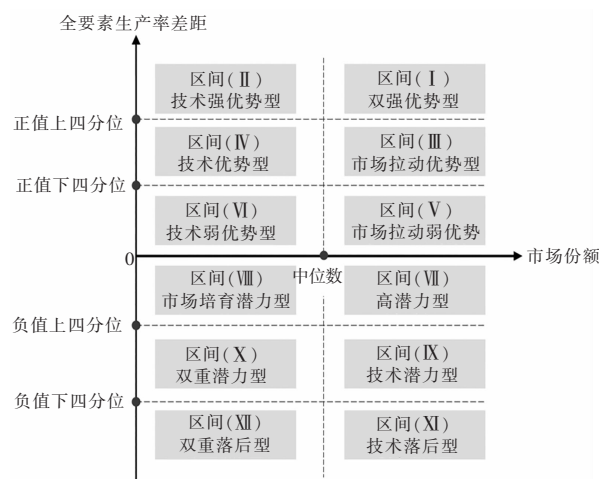 全要素生产率差距
区间(Ⅱ)
技术强优势型
区间(Ⅰ)
双强优势型
正值上四分位
区间(Ⅳ)
技术优势型
区间(Ⅲ)
市场拉动优势型
正值下四分位
区间(Ⅵ)
技术弱优势型
区间(Ⅴ)
市场拉动弱优势
0
中位数
市场份额
区间(Ⅷ)
市场培育潜力型
区间(Ⅶ)
高潜力型
负值上四分位
区间(Ⅹ)
双重潜力型
区间(Ⅸ)
技术潜力型
负值下四分位
区间(Ⅻ)
双重落后型
区间(Ⅺ)
技术落后型